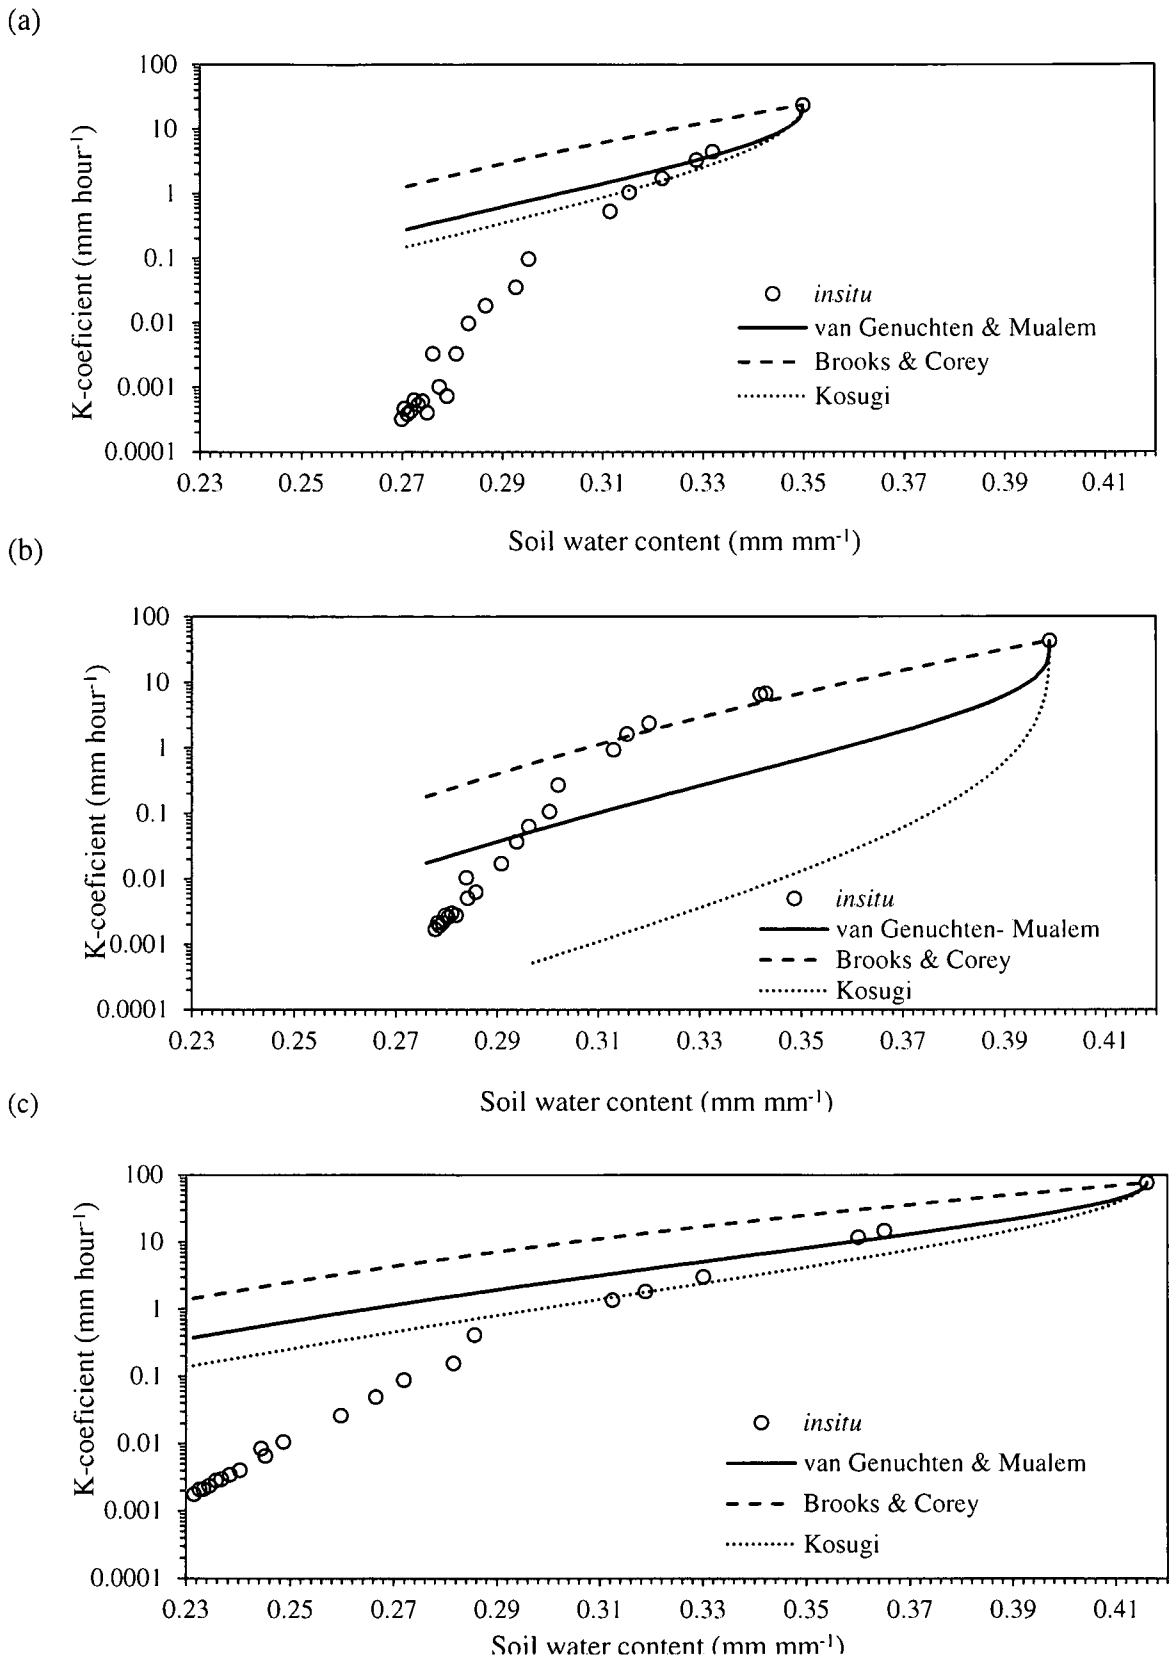 (a)
100
10
1
0.1
0.01
0.001
0.0001
K-coeficient (mm hour-1)
insitu
van Genuchten & Mualem
Brooks & Corey
Kosugi
0.23 0.25 0.27 0.29 0.31 0.33 0.35 0.37 0.39 0.41
Soil water content (mm mm-1)
(b)
100
10
1
0.1
0.01
0.001
0.0001
K-coefficient (mm hour-1)
insitu
van Genuchten- Mualem
Brooks & Corey
Kosugi
0.23 0.25 0.27 0.29 0.31 0.33 0.35 0.37 0.39 0.41
Soil water content (mm mm-1)
(c)
100
10
1
0.1
0.01
0.001
0.0001
K-coeficient (mm hour-1)
insitu
van Genuchten & Mualem
Brooks & Corey
Kosugi
0.23 0.25 0.27 0.29 0.31 0.33 0.35 0.37 0.39 0.41
Soil water content (mm mm-1)